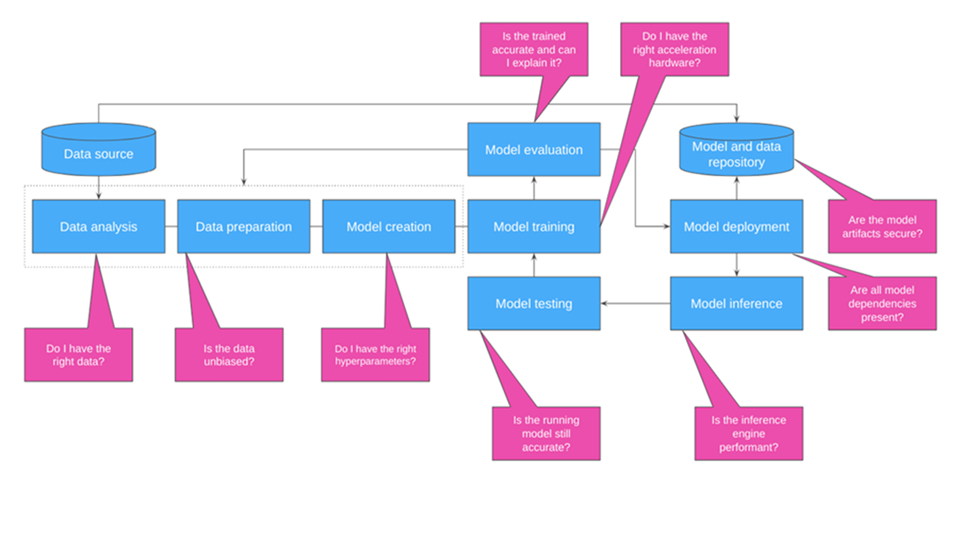 Is the trained
accurate and can
I explain it?
Do I have the
right acceleration
hardware?
Data source
Model evaluation
Model and data
repository
Data analysis
Data preparation
Model creation
Model training
Model deployment
Are the model
artifacts secure?
Model testing
Model inference
Are all model
dependencies
present?
Do I have the
right data?
Is the data
unbiased?
Do I have the right
hyperparameters?
Is the running
model still
accurate?
Is the inference
engine
performant?